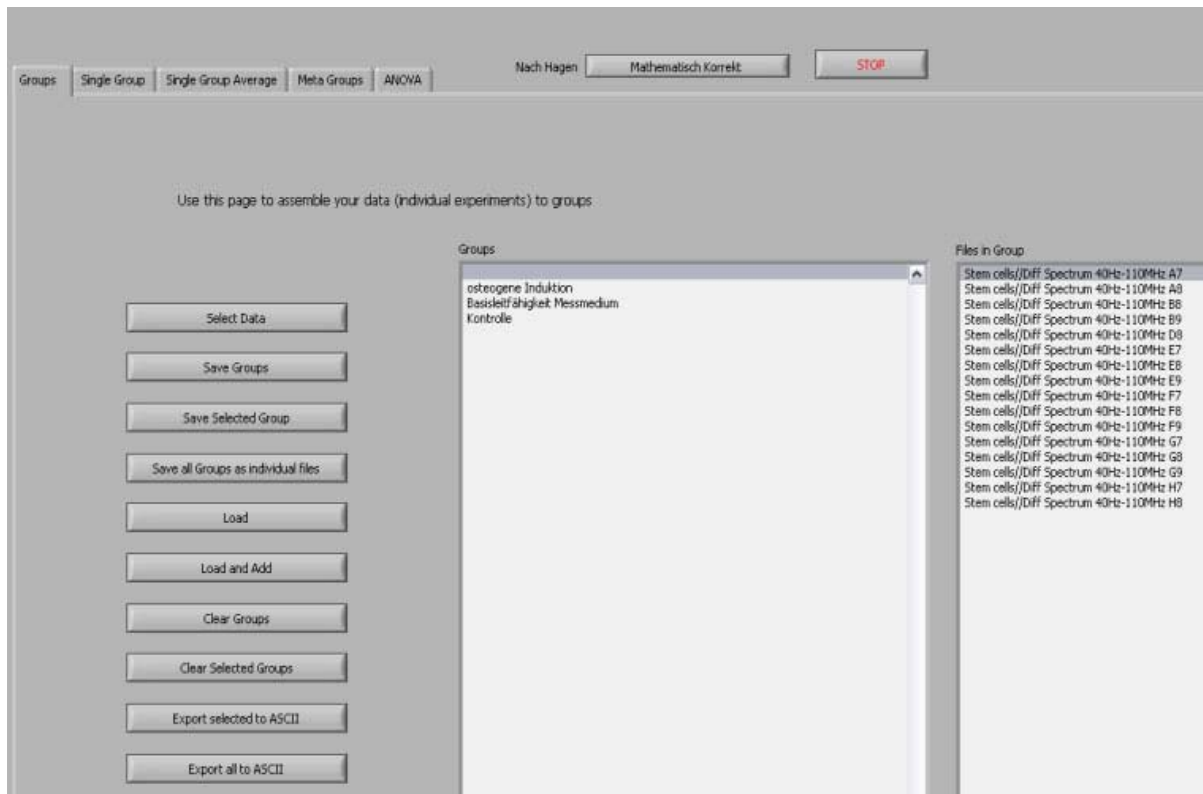 Nach Hagen Mathematisch Korrekt STOP
Groups Single Group Single Group Average Meta Groups ANOVA
Use this page to assemble your data (individual experiments) to groups
Groups
osteogene Induktion
Basisleitfähigkeit Messmedium
Kontrolle
Files in Group
Stem cells//Diff Spectrum 40Hz-110MHz A7
Stem cells//Diff Spectrum 40Hz-110MHz A8
Stem cells//Diff Spectrum 40Hz-110MHz B8
Stem cells//Diff Spectrum 40Hz-110MHz B9
Stem cells//Diff Spectrum 40Hz-110MHz D8
Stem cells//Diff Spectrum 40Hz-110MHz E7
Stem cells//Diff Spectrum 40Hz-110MHz E8
Stem cells//Diff Spectrum 40Hz-110MHz E9
Stem cells//Diff Spectrum 40Hz-110MHz F7
Stem cells//Diff Spectrum 40Hz-110MHz F8
Stem cells//Diff Spectrum 40Hz-110MHz F9
Stem cells//Diff Spectrum 40Hz-110MHz G7
Stem cells//Diff Spectrum 40Hz-110MHz G8
Stem cells//Diff Spectrum 40Hz-110MHz G9
Stem cells//Diff Spectrum 40Hz-110MHz H7
Stem cells//Diff Spectrum 40Hz-110MHz H8
Select Data
Save Groups
Save Selected Group
Save all Groups as individual files
Load
Load and Add
Clear Groups
Clear Selected Groups
Export selected to ASCII
Export all to ASCII